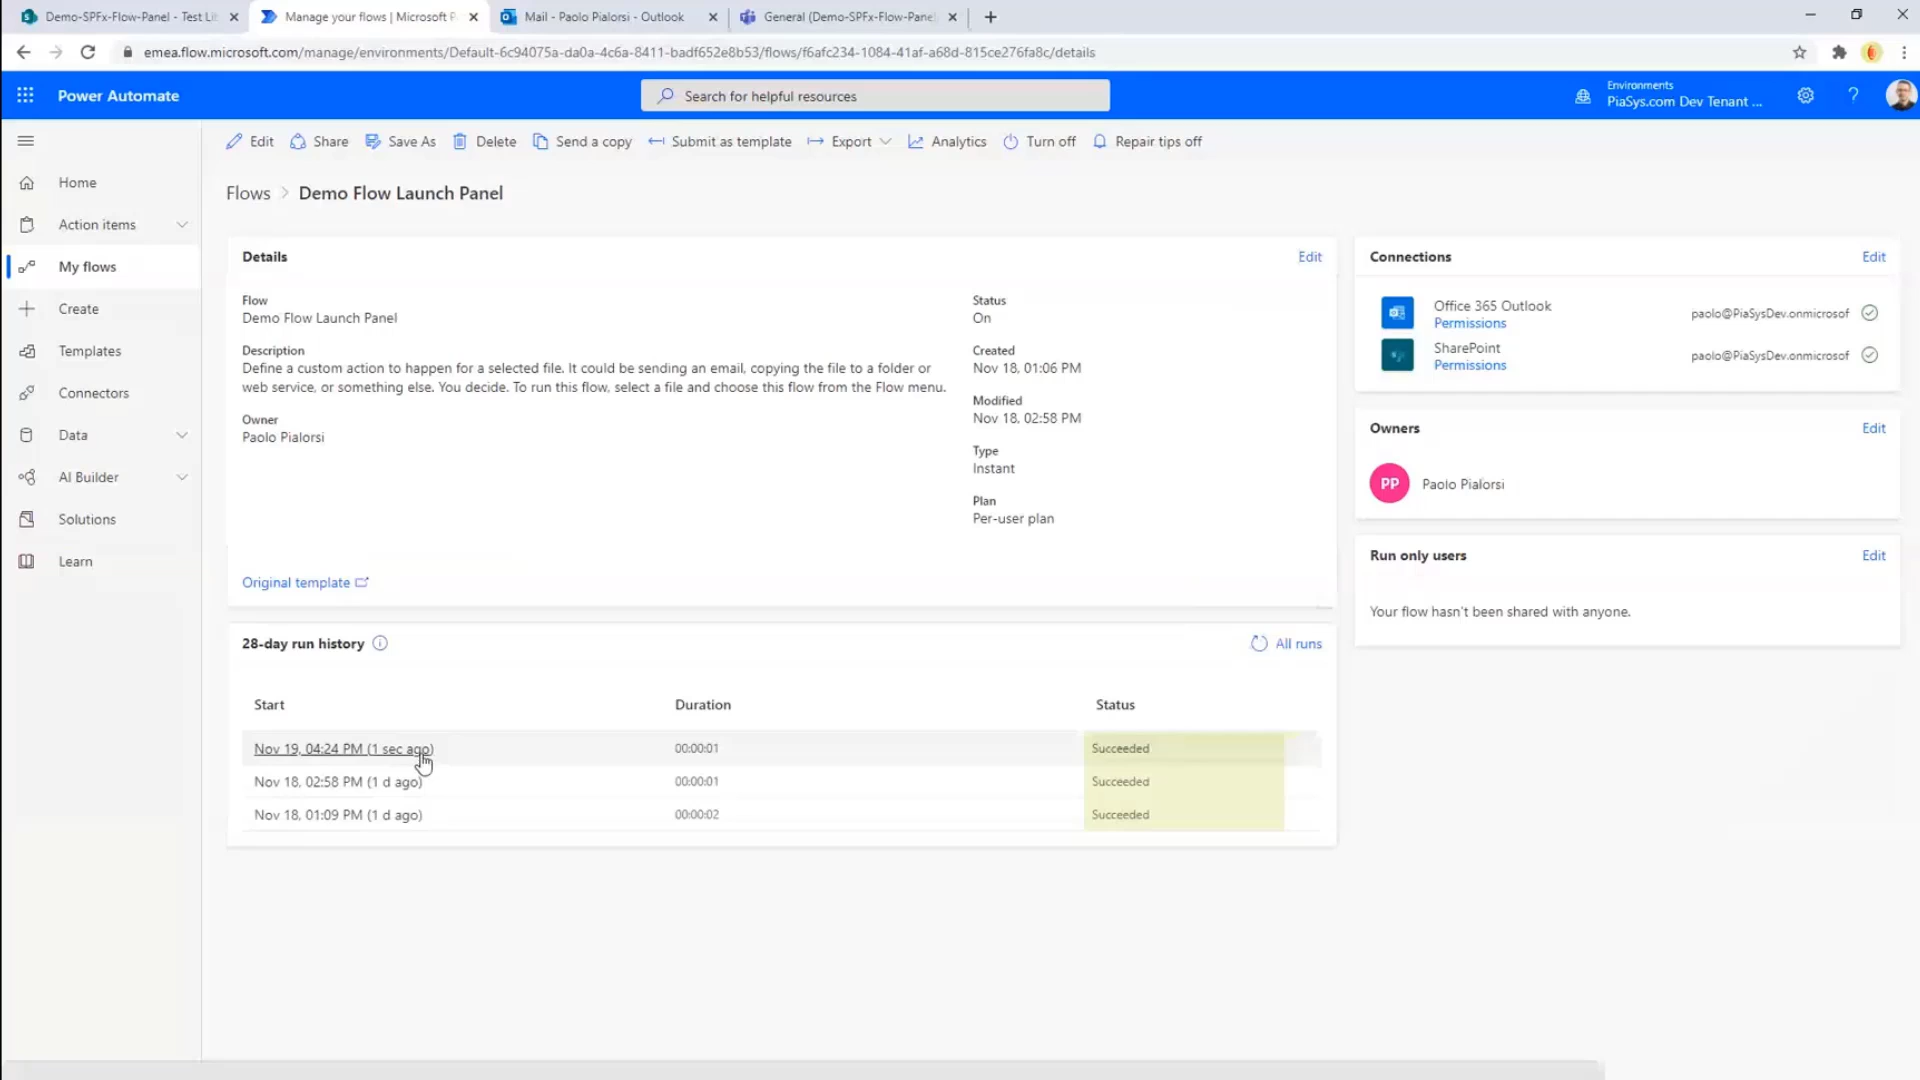 Demo-SPFx-Flow-Panel - Test Li
Manage your flows | Microsoft P
Mail - Paolo Pialorsi - Outlook
General (Demo-SPFx-Flow-Panel
emea.flow.microsoft.com/manage/environments/Default-6c94075a-da0a-4c6a-8411-badf652e8b53/flows/f6afc234-1084-41af-a68d-815ce276fa8c/details
Power Automate
Search for helpful resources
Environments
PiaSys.com Dev Tenant ...
Edit
Share
Save As
Delete
Send a copy
Submit as template
Export
Analytics
Turn off
Repair tips off
Home
Action items
My flows
Create
Templates
Connectors
Data
AI Builder
Solutions
Learn
Flows > Demo Flow Launch Panel
Details
Edit
Flow
Demo Flow Launch Panel
Description
Define a custom action to happen for a selected file. It could be sending an email, copying the file to a folder or
web service, or something else. You decide. To run this flow, select a file and choose this flow from the Flow menu.
Owner
Paolo Pialorsi
Status
On
Created
Nov 18, 01:06 PM
Modified
Nov 18, 02:58 PM
Type
Instant
Plan
Per-user plan
Original template
Connections
Edit
Office 365 Outlook
Permissions
paolo@PiaSysDev.onmicrosof
SharePoint
Permissions
paolo@PiaSysDev.onmicrosof
Owners
Edit
PP
Paolo Pialorsi
Run only users
Edit
Your flow hasn't been shared with anyone.
28-day run history
All runs
Start
Duration
Status
Nov 19, 04:24 PM (1 sec ago)
00:00:01
Succeeded
Nov 18, 02:58 PM (1 d ago)
00:00:01
Succeeded
Nov 18, 01:09 PM (1 d ago)
00:00:02
Succeeded